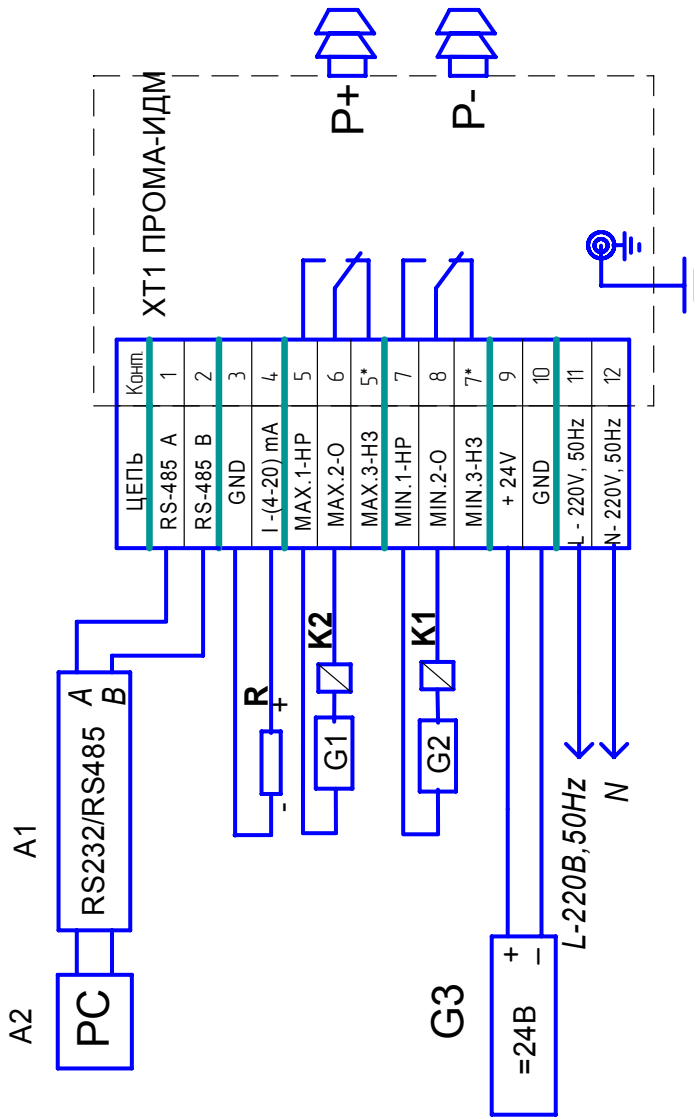 A2
A1
PC
RS232/RS485
A
B
R
+
-
G1
K2
G2
K1
G3
=24В
+
–
L-220В,50Hz
N
ЦЕПЬ Конт.
RS-485 A 1
RS-485 B 2
GND 3
I -(4-20) mA 4
MAX.1-НР 5
MAX.2-О 6
MAX.3-НЗ 5*
MIN.1-НР 7
MIN.2-О 8
MIN.3-НЗ 7*
+ 24V 9
GND 10
L - 220V, 50Hz 11
N- 220V, 50Hz 12
XT1 ПРОМА-ИДМ
P+
P-